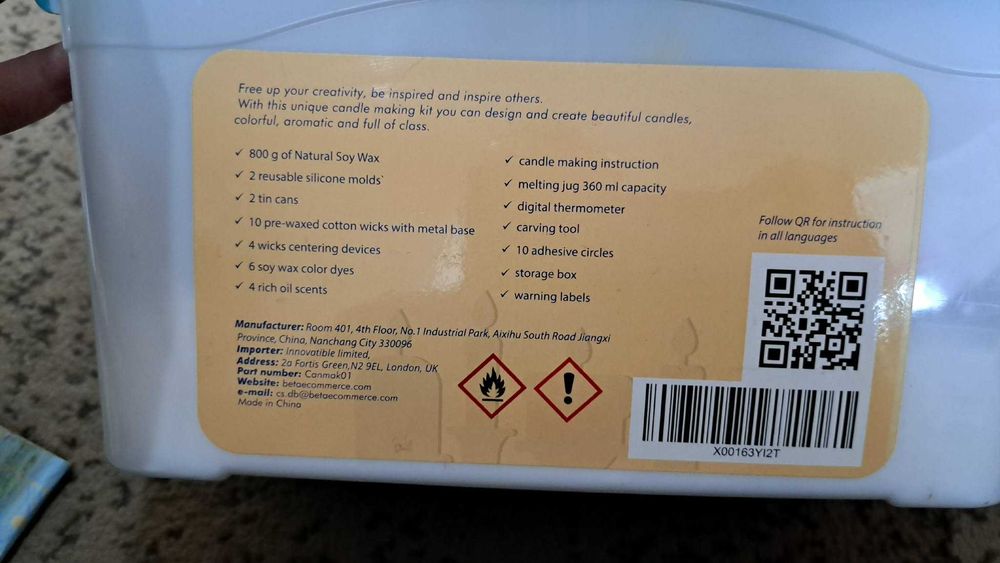 Free up your creativity, be inspired and inspire others.
With this unique candle making kit you can design and create beautiful candles,
colorful, aromatic and full of class.
✓ 800 g of Natural Soy Wax
✓ 2 reusable silicone molds`
✓ 2 tin cans
✓ 10 pre-waxed cotton wicks with metal base
✓ 4 wicks centering devices
✓ 6 soy wax color dyes
✓ 4 rich oil scents
✓ candle making instruction
✓ melting jug 360 ml capacity
✓ digital thermometer
✓ carving tool
✓ 10 adhesive circles
✓ storage box
✓ warning labels
Follow QR for instruction
in all languages
Manufacturer: Room 401, 4th Floor, No.1 Industrial Park, Aixihu South Road Jiangxi
Province, China, Nanchang City 330096
Importer: Innovatible limited,
Address: 2a Fortis Green,N2 9EL, London, UK
Part number: Canmak01
Website: betaecommerce.com
e-mail: cs.db@betaecommerce.com
Made in China
X00163YI2T